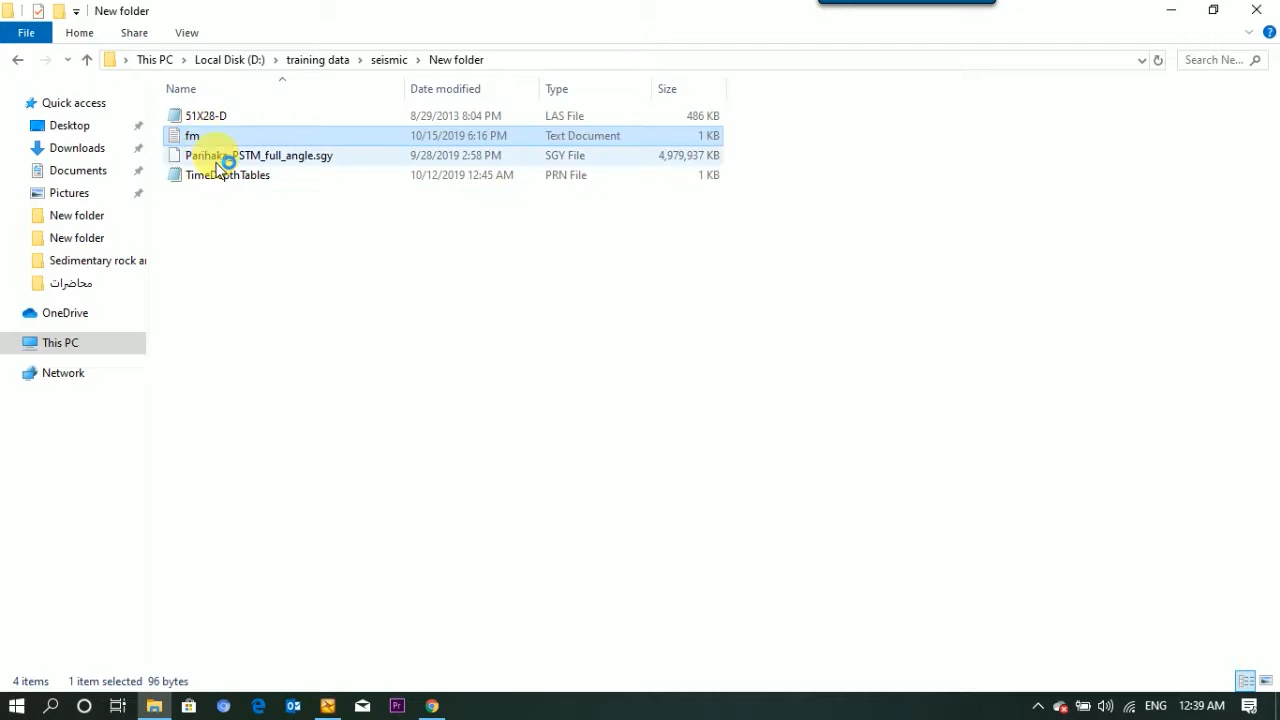 New folder
File Home Share View
This PC Local Disk (D:) training data seismic New folder
Search Ne...
Name Date modified Type Size
51X28-D 8/29/2013 8:04 PM LAS File 486 KB
fm 10/15/2019 6:16 PM Text Document 1 KB
Parihaka_PSTM_full_angle.sgy 9/28/2019 2:58 PM SGY File 4,979,937 KB
TimeDepthTables 10/12/2019 12:45 AM PRN File 1 KB
Quick access
Desktop
Downloads
Documents
Pictures
New folder
New folder
Sedimentary rock a
محاضرات
OneDrive
This PC
Network
4 items 1 item selected 96 bytes
ENG 12:39 AM